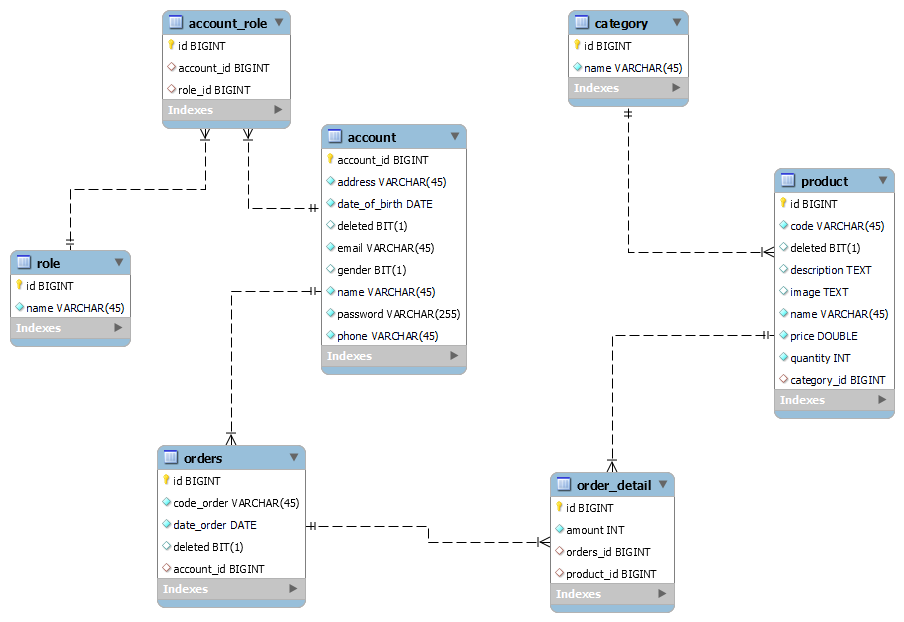 account_role
id BIGINT
account_id BIGINT
role_id BIGINT
Indexes
category
id BIGINT
name VARCHAR(45)
Indexes
account
account_id BIGINT
address VARCHAR(45)
date_of_birth DATE
deleted BIT(1)
email VARCHAR(45)
gender BIT(1)
name VARCHAR(45)
password VARCHAR(255)
phone VARCHAR(45)
Indexes
product
id BIGINT
code VARCHAR(45)
deleted BIT(1)
description TEXT
image TEXT
name VARCHAR(45)
price DOUBLE
quantity INT
category_id BIGINT
Indexes
role
id BIGINT
name VARCHAR(45)
Indexes
orders
id BIGINT
code_order VARCHAR(45)
date_order DATE
deleted BIT(1)
account_id BIGINT
Indexes
order_detail
id BIGINT
amount INT
orders_id BIGINT
product_id BIGINT
Indexes